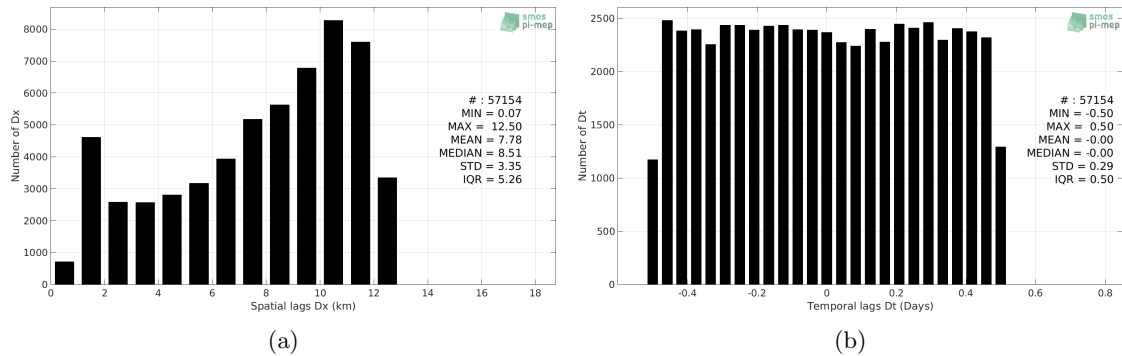 smos
pi-mep
8000
7000
6000
5000
4000
3000
2000
1000
0
Number of Dx
# : 57154
MIN = 0.07
MAX = 12.50
MEAN = 7.78
MEDIAN = 8.51
STD = 3.35
IQR = 5.26
0 2 4 6 8 10 12 14 16 18
Spatial lags Dx (km)
(a)
smos
pi-mep
2500
2000
1500
1000
500
0
Number of Dt
# : 57154
MIN = -0.50
MAX = 0.50
MEAN = -0.00
MEDIAN = -0.00
STD = 0.29
IQR = 0.50
-0.4 -0.2 0 0.2 0.4 0.6 0.8
Temporal lags Dt (Days)
(b)